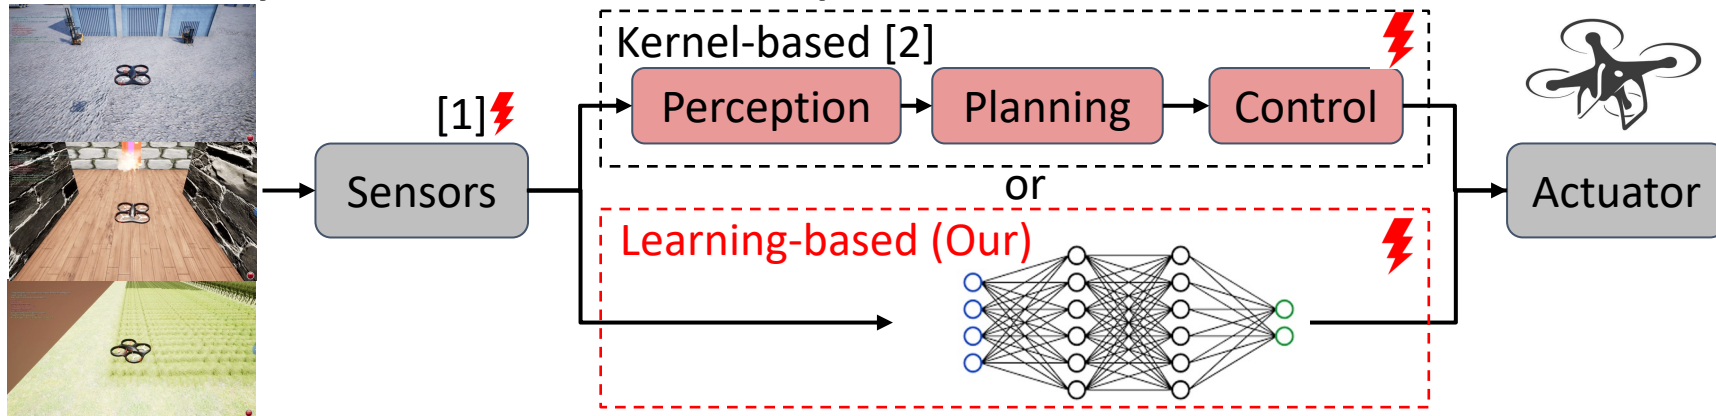 Kernel-based [2]
Perception
Planning
Control
[1]
Sensors
or
Actuator
Learning-based (Our)